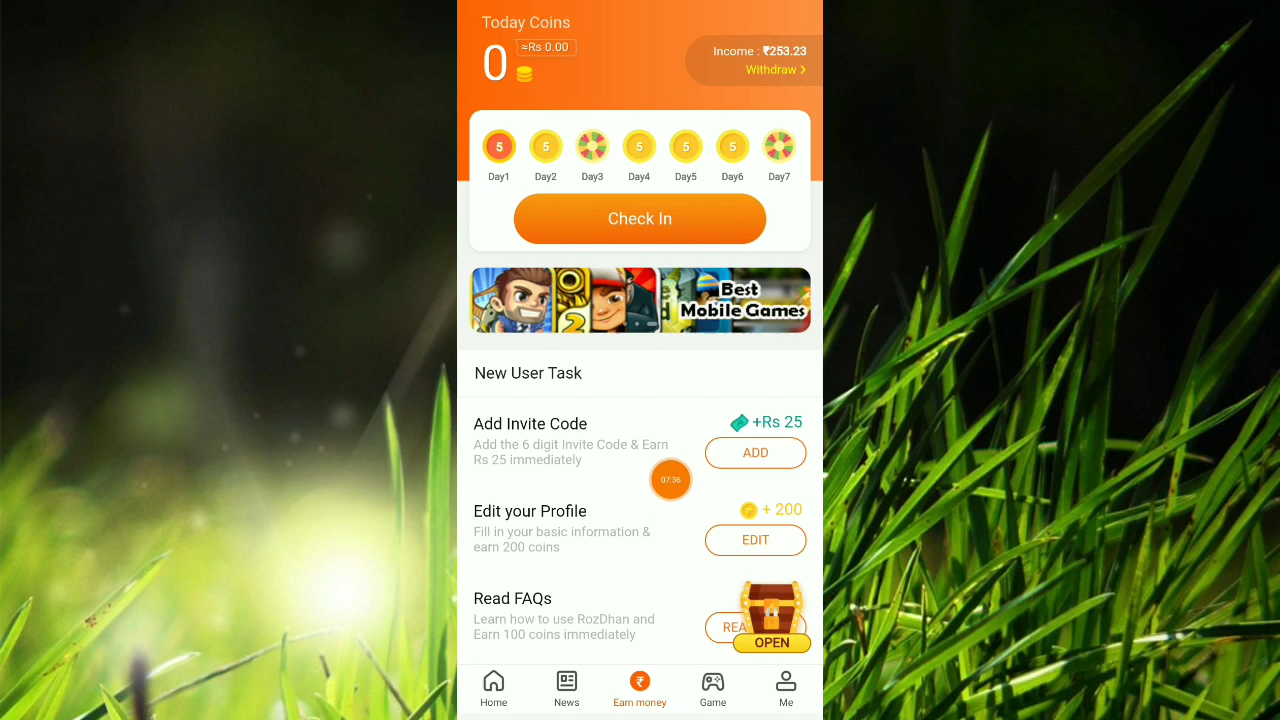 Today Coins
0
≈Rs 0.00
Income : ₹253.23
Withdraw
5 5 5 5 5
Day1 Day2 Day3 Day4 Day5 Day6 Day7
Check In
2
Best
Mobile Games
New User Task
Add Invite Code
+Rs 25
Add the 6 digit Invite Code & Earn
Rs 25 immediately
ADD
07:36
Edit your Profile
+ 200
Fill in your basic information &
earn 200 coins
EDIT
Read FAQs
Learn how to use RozDhan and
Earn 100 coins immediately
OPEN
Home News Earn money Game Me